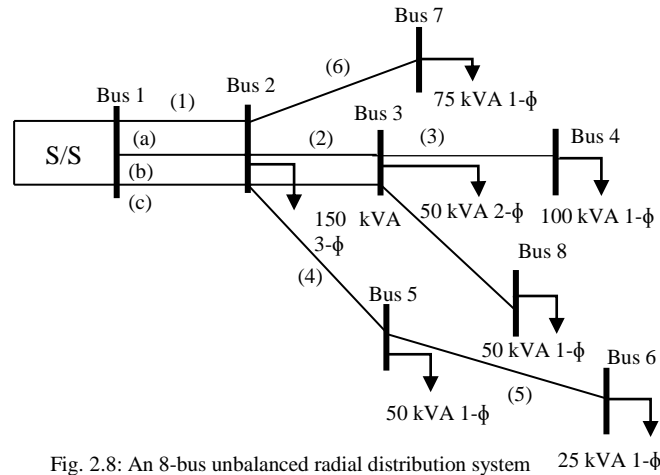 Bus 7
(6)
Bus 2
Bus 1
(1)
75 kVA 1-ϕ
Bus 3
(a)
(2)
(3)
Bus 4
S/S
(b)
(c)
150 kVA
3-ϕ
50 kVA 2-ϕ
100 kVA 1-ϕ
(4)
Bus 8
Bus 5
50 kVA 1-ϕ
Bus 6
(5)
50 kVA 1-ϕ
25 kVA 1-ϕ
Fig. 2.8: An 8-bus unbalanced radial distribution system